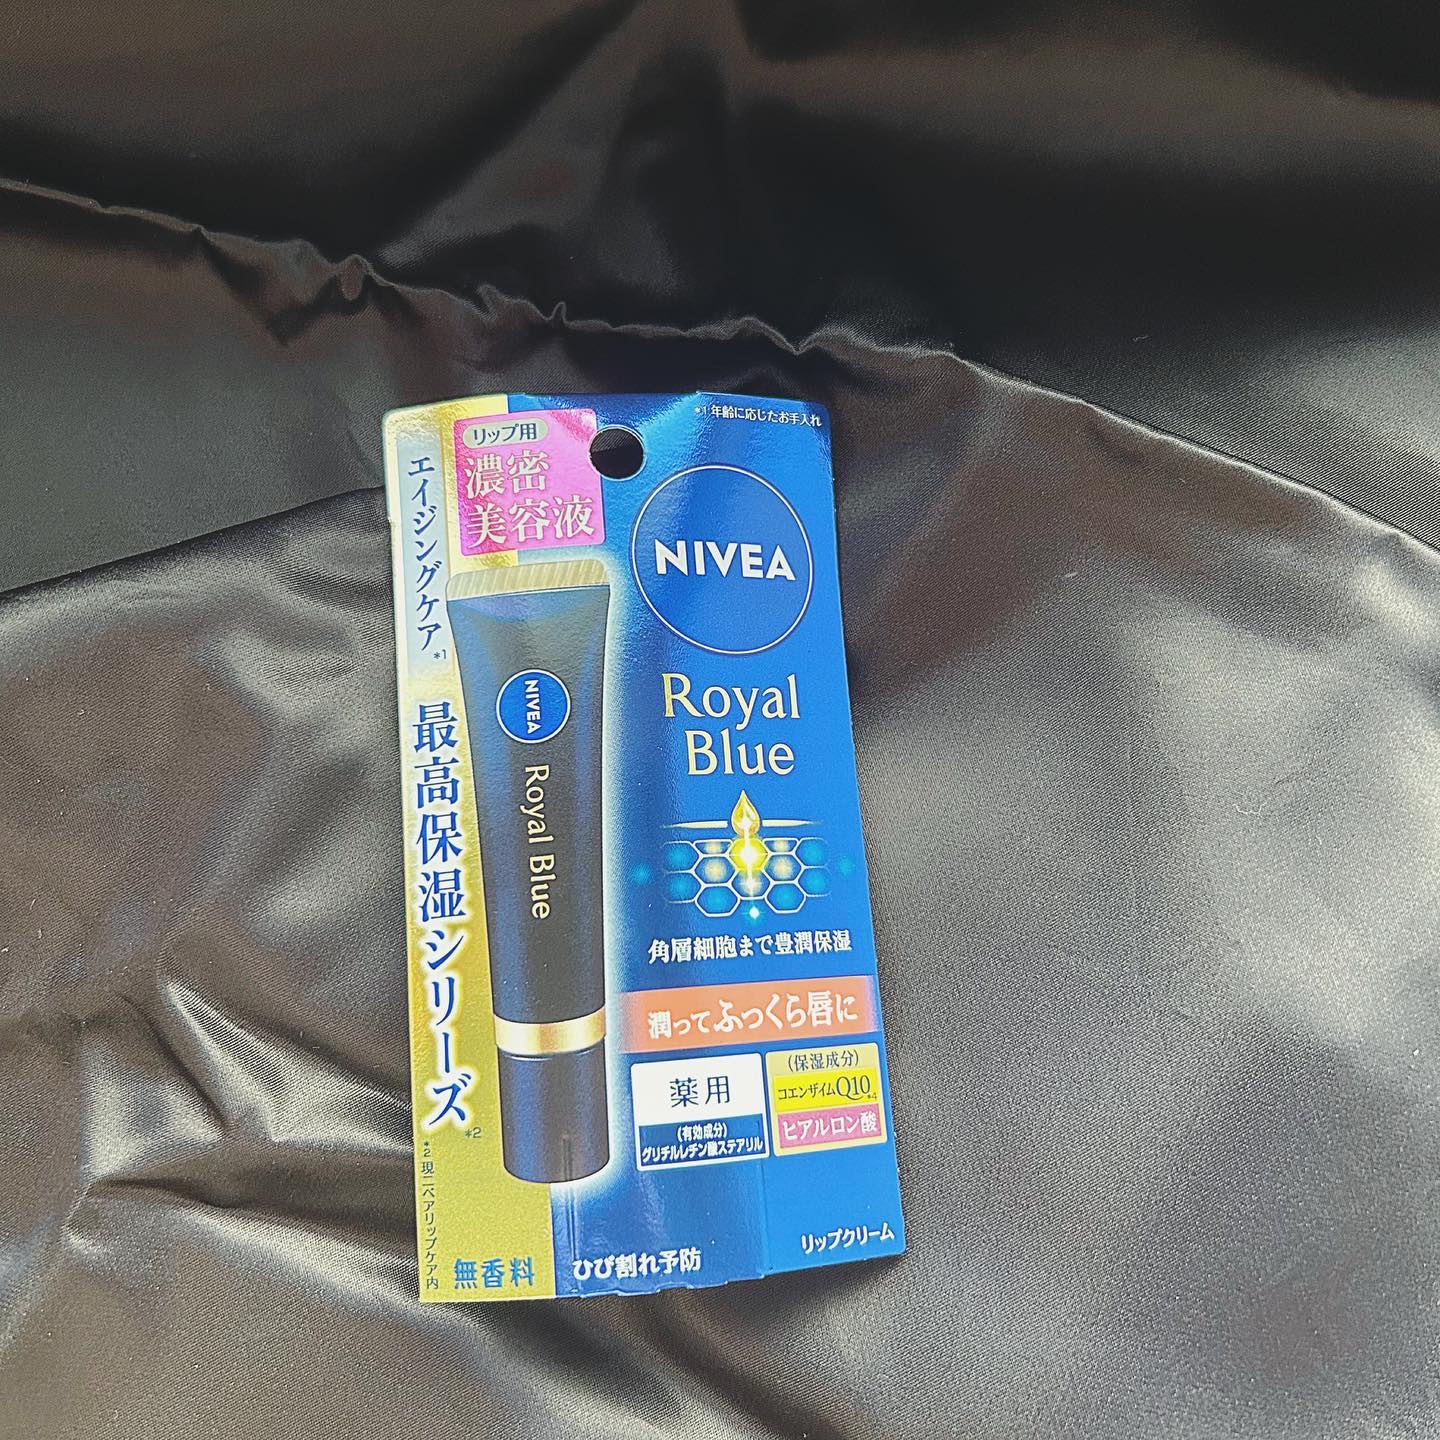 *1 年齢に応じたお手入れ
リップ用
濃密
美容液
エイジングケア*1
最高保湿シリーズ*2
*2 現ニベアリップケア内
NIVEA
Royal
Blue
NIVEA
Royal Blue
角層細胞まで豊潤保湿
潤ってふっくら唇に
薬用
(有効成分)
グリチルレチン酸ステアリル
(保湿成分)
コエンザイムQ10*4
ヒアルロン酸
無香料
ひび割れ予防
リップクリーム